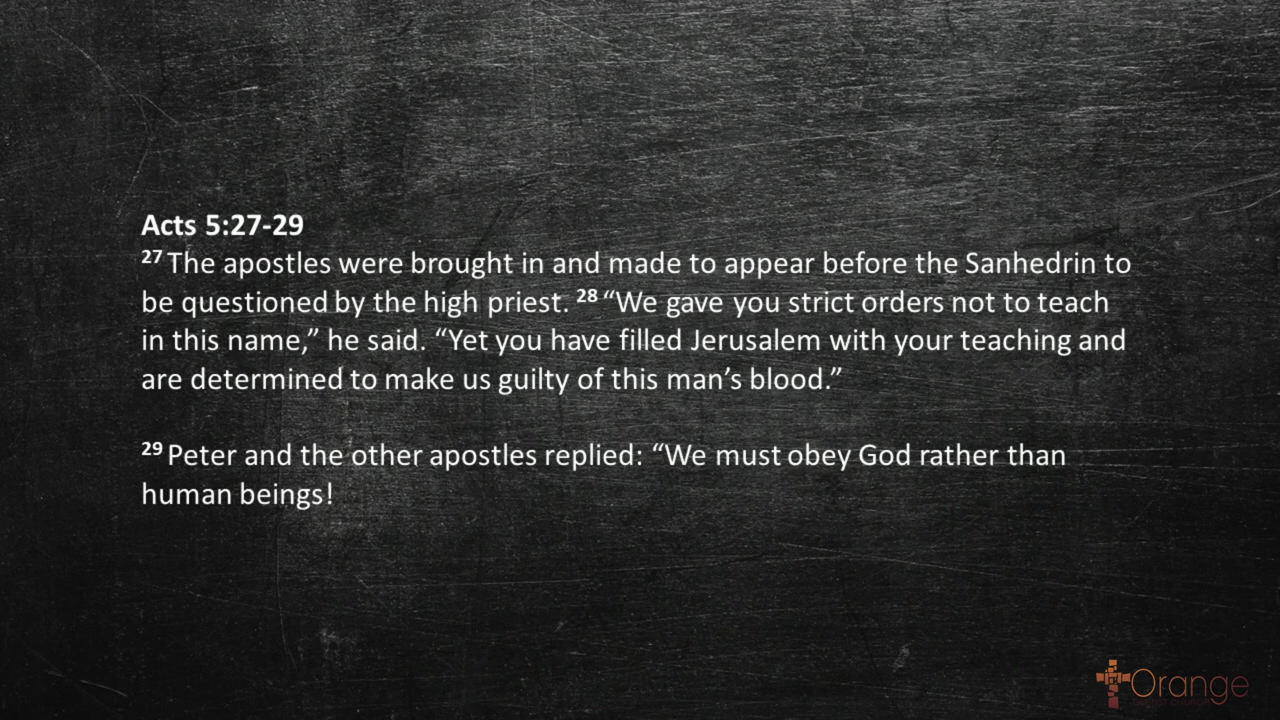 Acts 5:27-29
27 The apostles were brought in and made to appear before the Sanhedrin to
be questioned by the high priest. 28 “We gave you strict orders not to teach
in this name,” he said. “Yet you have filled Jerusalem with your teaching and
are determined to make us guilty of this man’s blood.”
29 Peter and the other apostles replied: “We must obey God rather than
human beings!
Orange